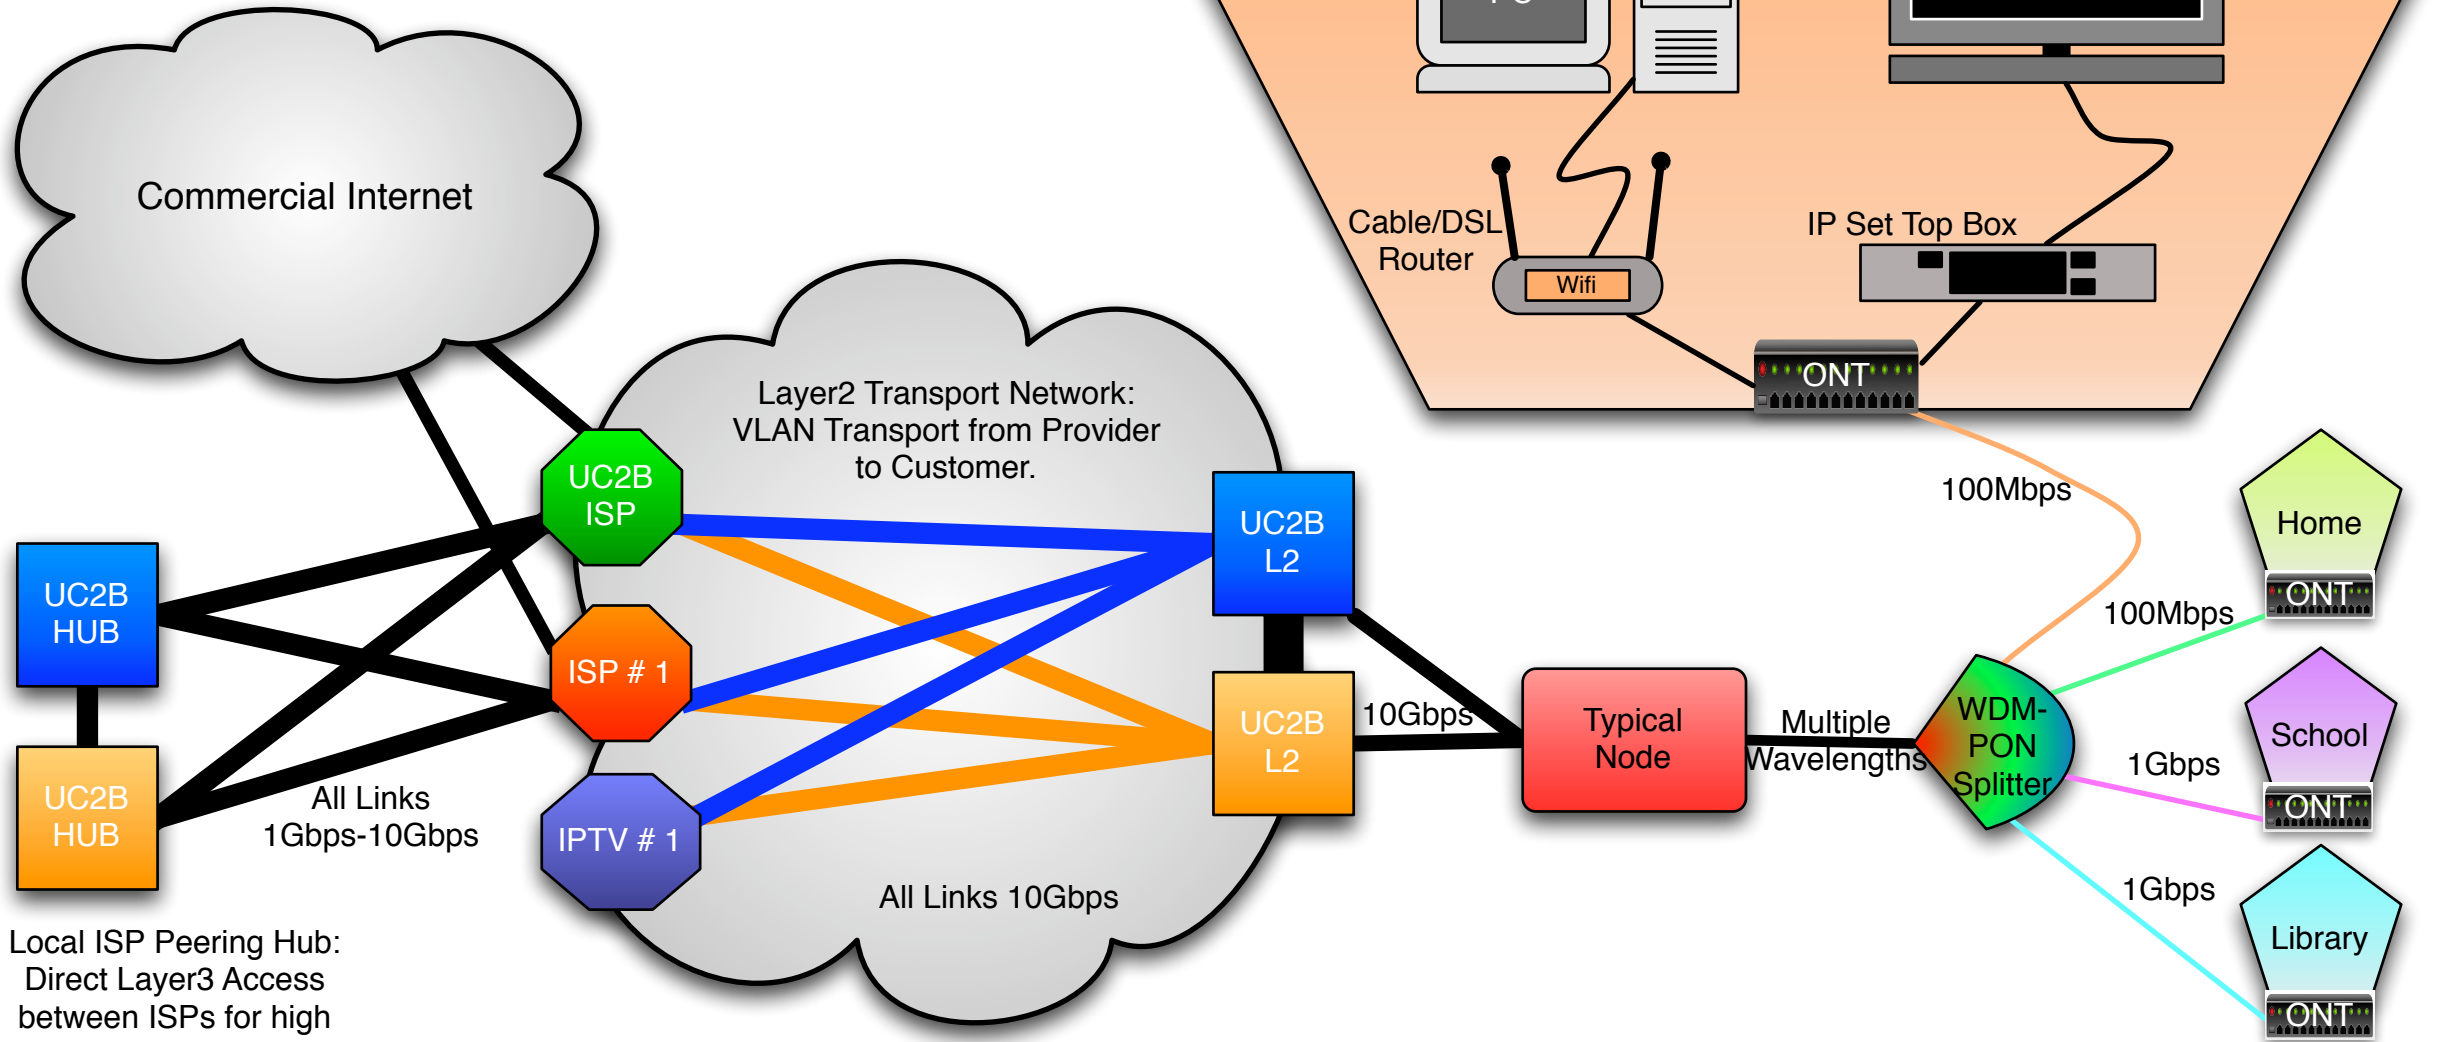 PC
Commercial Internet
Cable/DSL
Router
Wifi
IP Set Top Box
ONT
Layer2 Transport Network:
VLAN Transport from Provider
to Customer.
UC2B
ISP
UC2B
L2
100Mbps
Home
ONT
100Mbps
UC2B
HUB
ISP # 1
UC2B
L2
10Gbps
Typical
Node
Multiple
Wavelengths
WDM-
PON
Splitter
School
ONT
1Gbps
UC2B
HUB
All Links
1Gbps-10Gbps
IPTV # 1
All Links 10Gbps
1Gbps
Library
ONT
Local ISP Peering Hub:
Direct Layer3 Access
between ISPs for high